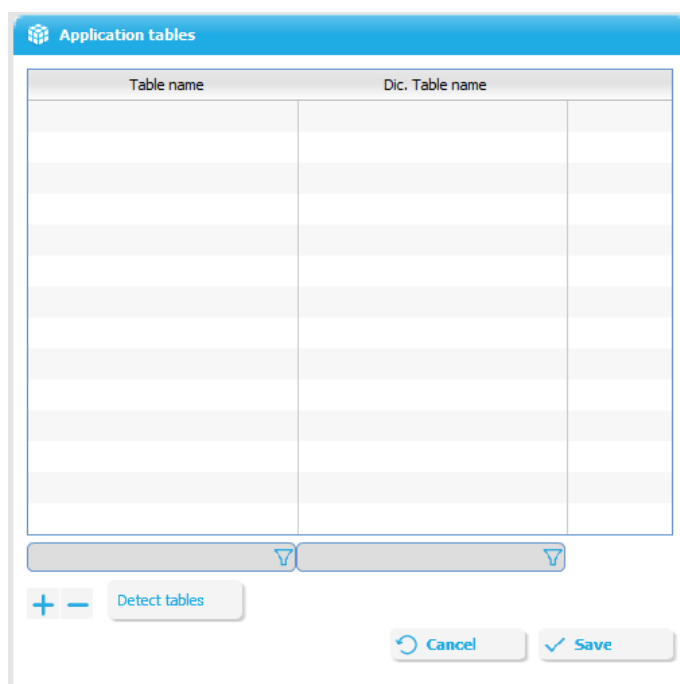 Application tables
Table name Dic. Table name
Detect tables
Cancel Save